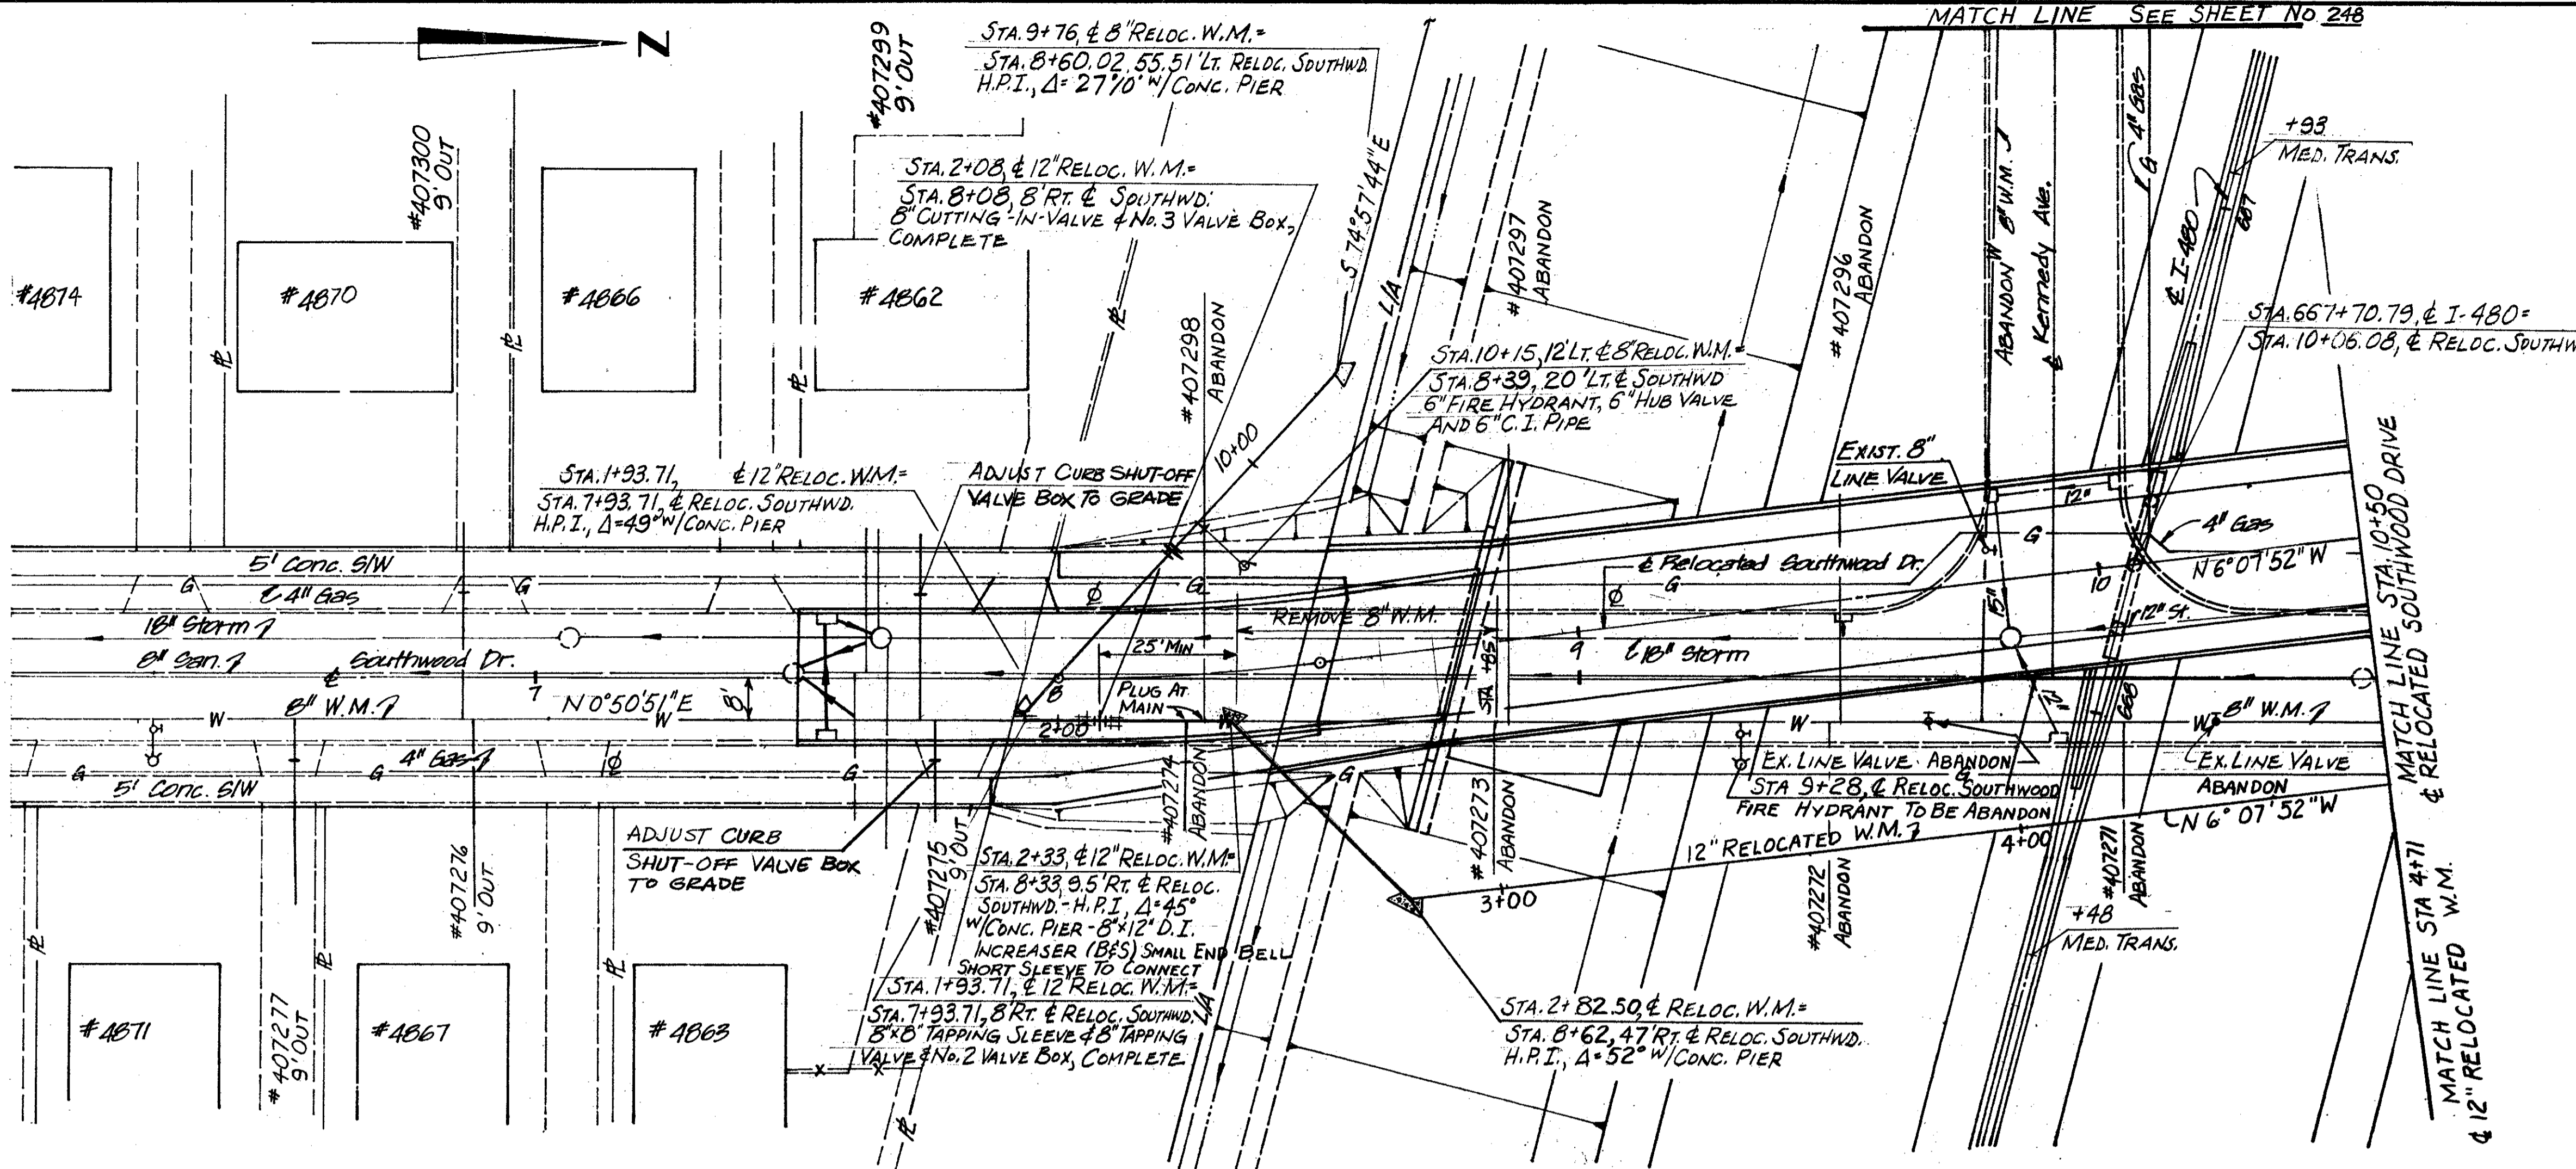 MATCH LINE SEE SHEET NO. 248
N
#407299
9' OUT
STA. 9+76, ℄ 8" RELOC. W.M.=
STA. 8+60.02, 55.51' LT. RELOC. SOUTHWD.
H.P.I., Δ= 27°10' W/CONC. PIER
#407300
9' OUT
STA. 2+08, ℄ 12" RELOC. W.M.=
STA. 8+08, 8' RT. ℄ SOUTHWD.
8" CUTTING-IN-VALVE & No. 3 VALVE BOX,
COMPLETE
S 74°57'44" E
L/A
#407297
ABANDON
#407296
ABANDON
ABANDON 8" W.M.
W
℄ Kennedy Ave.
4" Gas
G
℄ I-480
667
+93
MED. TRANS.
STA. 667+70.79, ℄ I-480=
STA. 10+06.08, ℄ RELOC. SOUTHW
#4874
#4870
#4866
#4862
℞
℞
℞
℞
#407298
ABANDON
10+00
STA. 10+15, 12' LT. ℄ 8" RELOC. W.M.=
STA. 8+39, 20' LT. ℄ SOUTHWD
6" FIRE HYDRANT, 6" HUB VALVE
AND 6" C.I. PIPE
EXIST. 8"
LINE VALVE
STA. 1+93.71, ℄ 12" RELOC. W.M.=
STA. 7+93.71, ℄ RELOC. SOUTHWD.
H.P.I., Δ=49° W/CONC. PIER
ADJUST CURB SHUT-OFF
VALVE BOX TO GRADE
12"
4" Gas
N 6°07'52" W
5' Conc. S/W
G
4" Gas
G
G
℄ Relocated Southwood Dr.
G
G
10
15"
12" St.
18" Storm
REMOVE 8" W.M.
25' MIN
8" San.
℄ Southwood Dr.
7
8
9
18" Storm
STA +85
N 0°50'51" E
8'
PLUG AT
MAIN
8" W.M.
W
W
W
2+00
W
W
8" W.M.
12"
668
4" Gas
G
G
G
G
5' Conc. S/W
EX. LINE VALVE ABANDON
STA 9+28, ℄ RELOC. SOUTHWOOD
FIRE HYDRANT TO BE ABANDON
EX. LINE VALVE
ABANDON
N 6° 07' 52" W
12" RELOCATED W.M.
4+00
3+00
ADJUST CURB
SHUT-OFF VALVE BOX
TO GRADE
#407276
9' OUT
#407275
9' OUT
#407274
ABANDON
#407273
ABANDON
#407272
ABANDON
#407271
ABANDON
#407277
9' OUT
STA. 2+33, ℄ 12" RELOC. W.M.=
STA. 8+33, 9.5' RT. ℄ RELOC.
SOUTHWD.-H.P.I., Δ=45°
W/CONC. PIER-8"x12" D.I.
INCREASER (B&S) SMALL END BELL
SHORT SLEEVE TO CONNECT
STA. 1+93.71, ℄ 12 RELOC. W.M.=
STA. 7+93.71, 8' RT. ℄ RELOC. SOUTHWD.
8"x8" TAPPING SLEEVE & 8" TAPPING
VALVE & No. 2 VALVE BOX, COMPLETE
L/A
STA. 2+82.50, ℄ RELOC. W.M.=
STA. 8+62, 47' RT. ℄ RELOC. SOUTHWD.
H.P.I., Δ=52° W/CONC. PIER
+48
MED. TRANS.
#4871
#4867
#4863
℞
℞
℞
℞
MATCH LINE STA. 10+50
℄ RELOCATED SOUTHWOOD DRIVE
MATCH LINE STA 4+71
℄ 12" RELOCATED W.M.